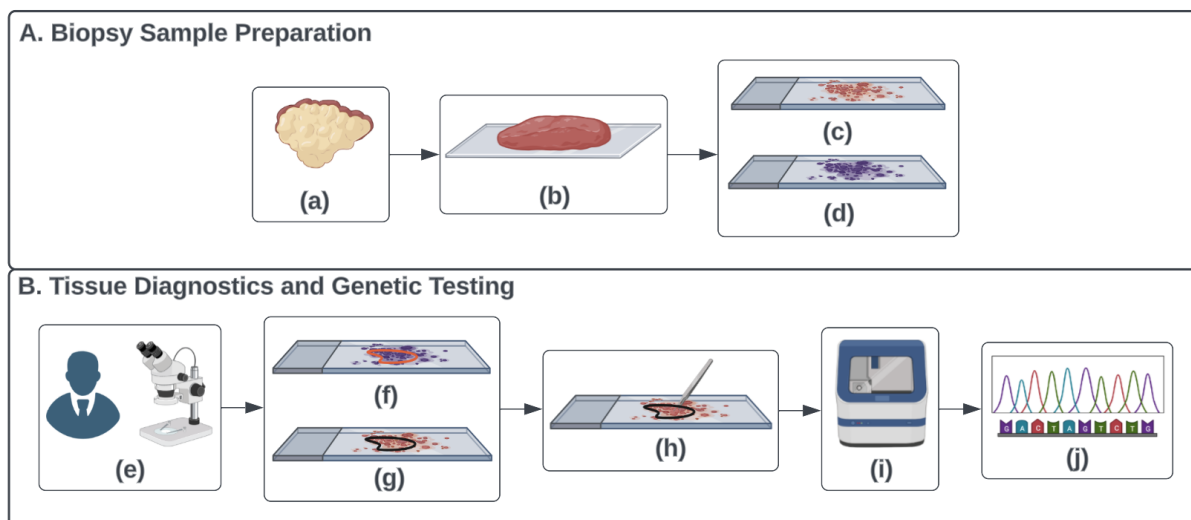 A. Biopsy Sample Preparation
(a)
(b)
(c)
(d)
B. Tissue Diagnostics and Genetic Testing
(e)
(f)
(g)
(h)
(i)
G A C T A G T C T G
(j)